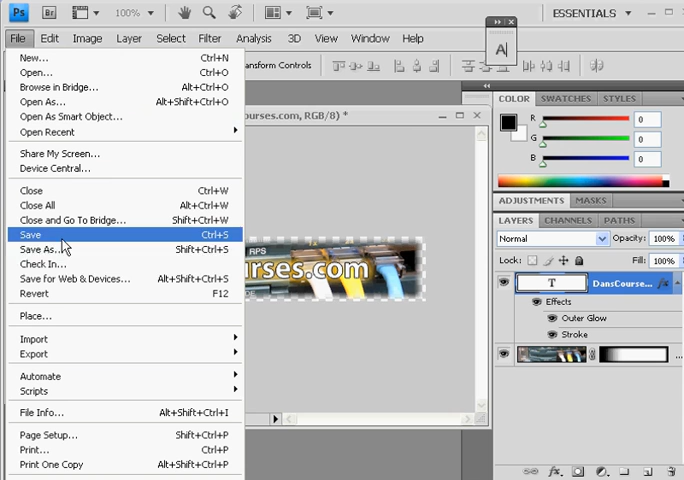 Ps 100% ESSENTIALS
File Edit Image Layer Select Filter Analysis 3D View Window Help
A
nsform Controls
New... Ctrl+N
Open... Ctrl+O
Browse in Bridge... Alt+Ctrl+O
Open As... Alt+Shift+Ctrl+O
Open As Smart Object...
Open Recent
Share My Screen...
Device Central...
Close Ctrl+W
Close All Alt+Ctrl+W
Close and Go To Bridge... Shift+Ctrl+W
Save Ctrl+S
Save As... Shift+Ctrl+S
Check In...
Save for Web & Devices... Alt+Shift+Ctrl+S
Revert F12
Place...
Import
Export
Automate
Scripts
File Info... Alt+Shift+Ctrl+I
Page Setup... Shift+Ctrl+P
Print... Ctrl+P
Print One Copy Alt+Shift+Ctrl+P
courses.com, RGB/8) *
RPS
urses.com
COLOR SWATCHES STYLES
R 0
G 0
B 0
ADJUSTMENTS MASKS
LAYERS CHANNELS PATHS
Normal Opacity: 100%
Lock: Fill: 100%
T DansCourse... fx
Effects
Outer Glow
Stroke